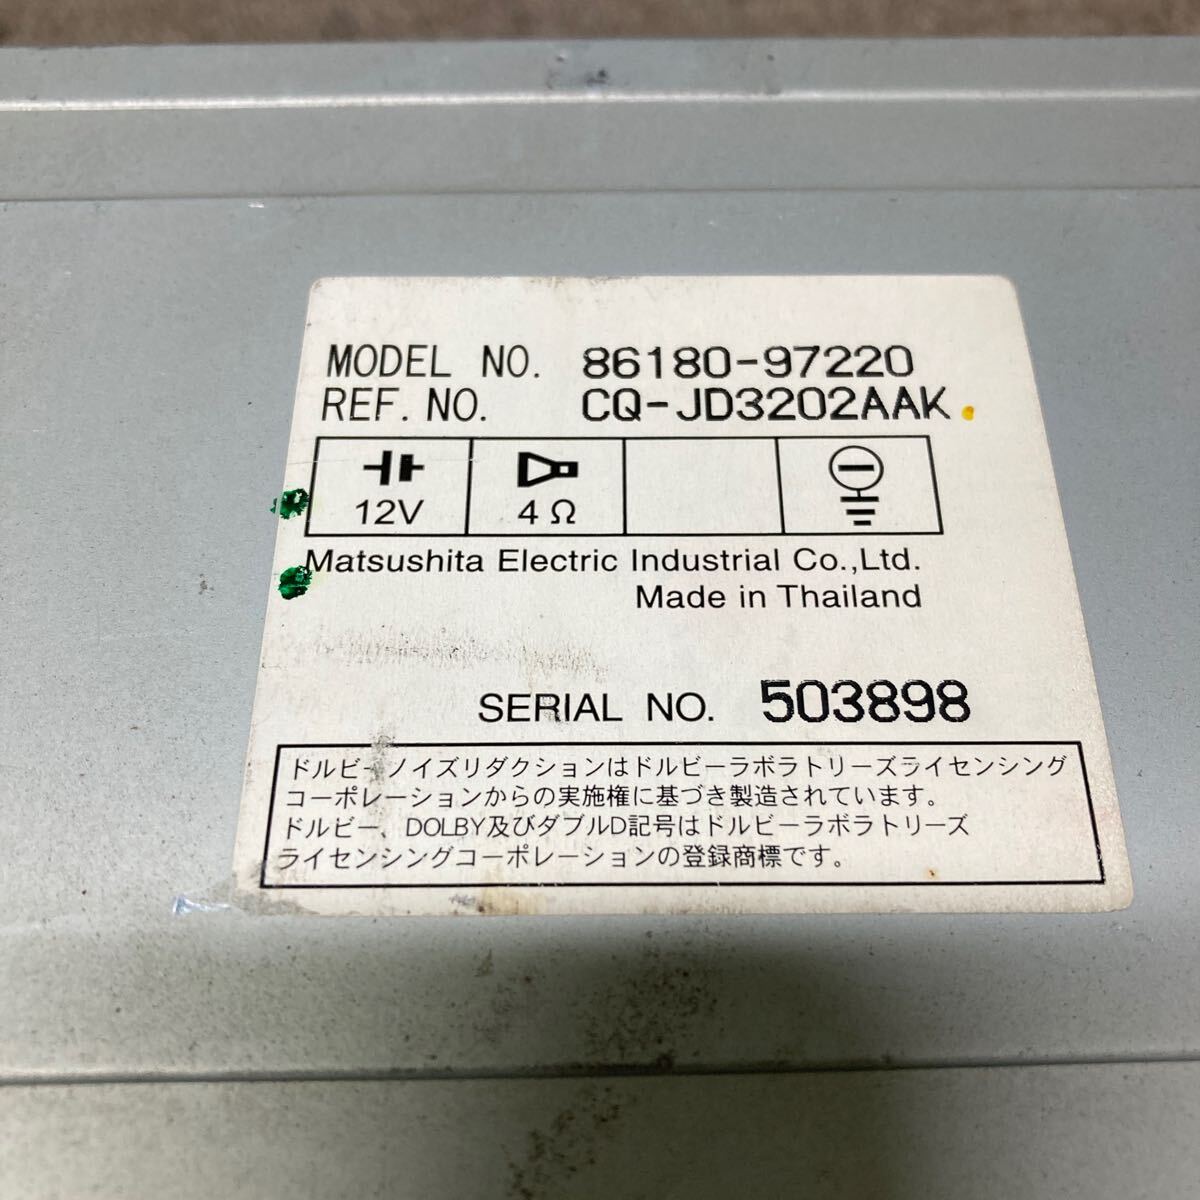 MODEL NO. 86180-97220
REF. NO. CQ-JD3202AAK
12V 4Ω
Matsushita Electric Industrial Co.,Ltd.
Made in Thailand
SERIAL NO. 503898
ドルビーノイズリダクションはドルビーラボラトリーズライセンシング
コーポレーションからの実施権に基づき製造されています。
ドルビー、DOLBY及びダブルD記号はドルビーラボラトリーズ
ライセンシングコーポレーションの登録商標です。